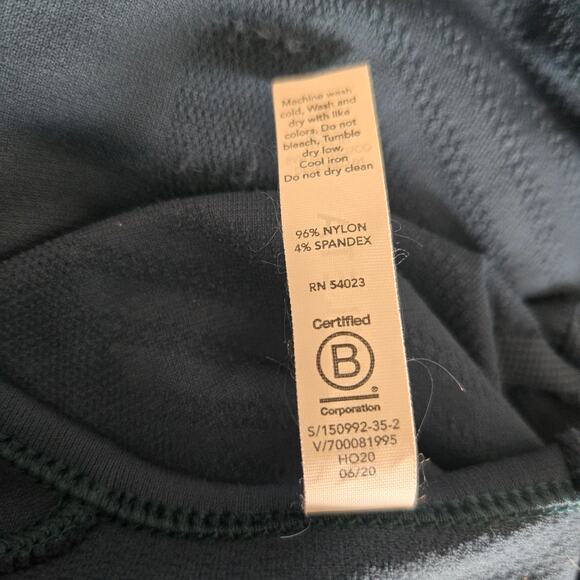 Machine wash
cold, Wash and
dry with like
colors, Do not
bleach, Tumble
dry low,
Cool iron
Do not dry clean
96% NYLON
4% SPANDEX
RN 54023
Certified
B
Corporation
S/150992-35-2
V/700081995
HO20
06/20